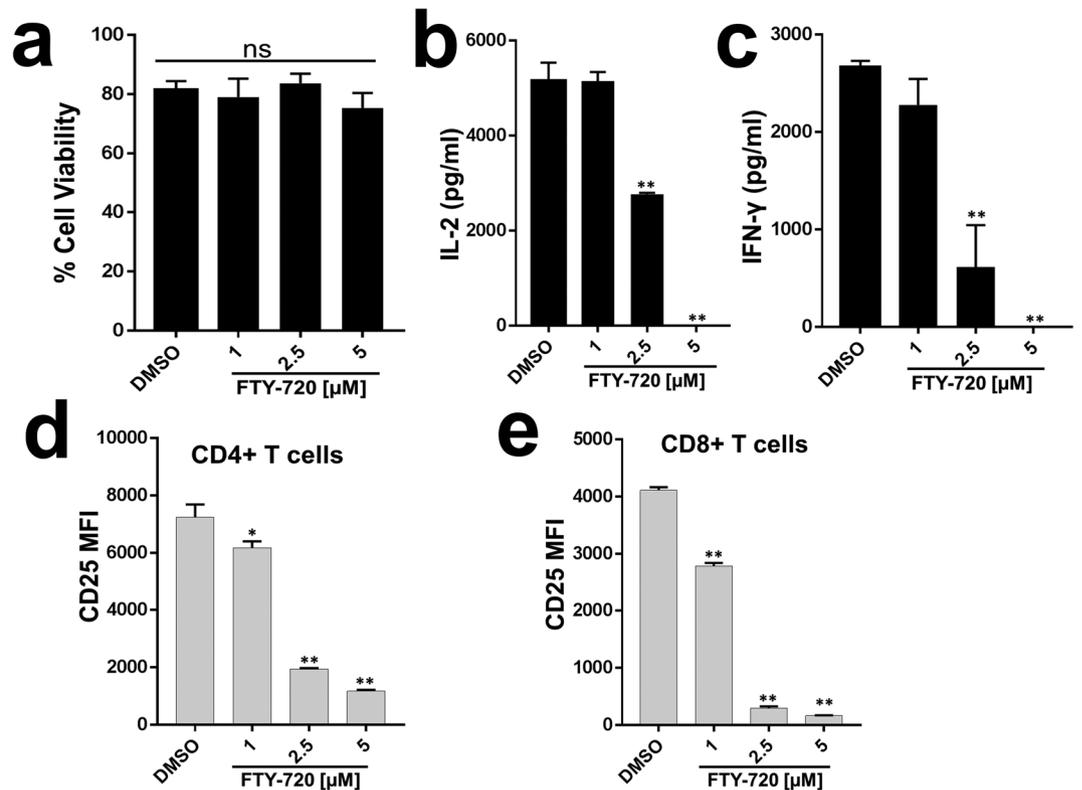 a
ns
100
80
60
40
20
0
% Cell Viability
DMSO
1
2.5
5
FTY-720 [µM]
b
6000
4000
2000
0
IL-2 (pg/ml)
**
**
DMSO
1
2.5
5
FTY-720 [µM]
c
3000
2000
1000
0
IFN-γ (pg/ml)
**
**
DMSO
1
2.5
5
FTY-720 [µM]
d
CD4+ T cells
10000
8000
6000
4000
2000
0
CD25 MFI
*
**
**
DMSO
1
2.5
5
FTY-720 [µM]
e
CD8+ T cells
5000
4000
3000
2000
1000
0
CD25 MFI
**
**
**
DMSO
1
2.5
5
FTY-720 [µM]